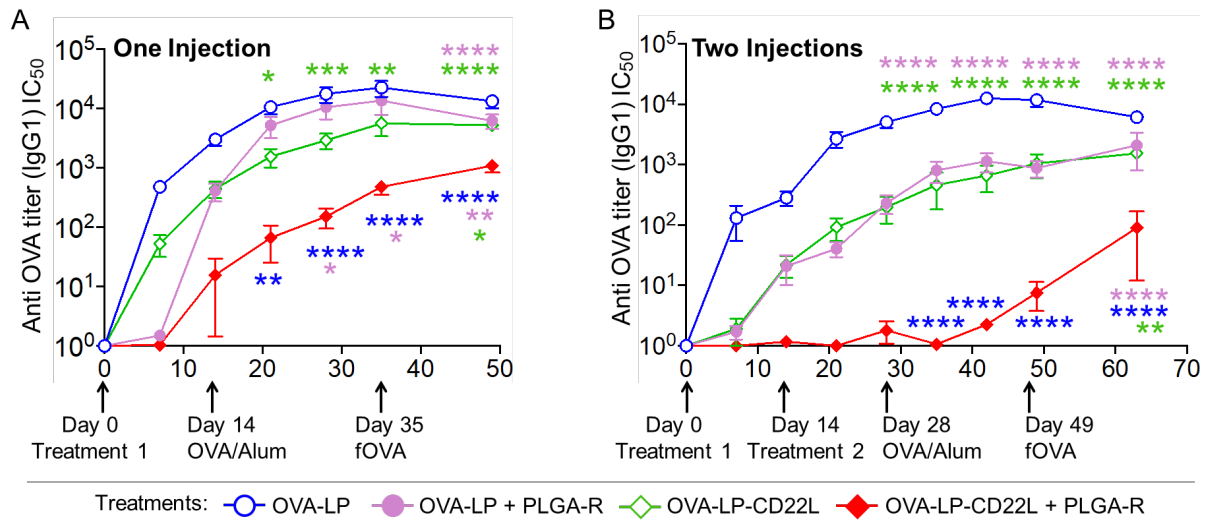 A
One Injection
Anti OVA titer (IgG1) IC50
10^5
10^4
10^3
10^2
10^1
10^0
* *** ** ****
****
** **** * **** * **** ** *
0 10 20 30 40 50
Day 0
Treatment 1
Day 14
OVA/Alum
Day 35
fOVA
B
Two Injections
Anti OVA titer (IgG1) IC50
10^5
10^4
10^3
10^2
10^1
10^0
**** **** **** ****
**** **** **** ****
**** **** **** **** **** **
0 10 20 30 40 50 60 70
Day 0
Treatment 1
Day 14
Treatment 2
Day 28
OVA/Alum
Day 49
fOVA
Treatments: OVA-LP OVA-LP + PLGA-R OVA-LP-CD22L OVA-LP-CD22L + PLGA-R